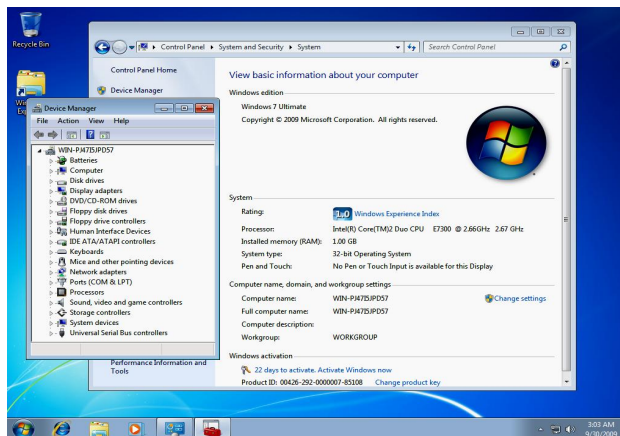 Recycle Bin
Control Panel
System and Security
System
Search Control Panel
Control Panel Home
Device Manager
View basic information about your computer
Windows edition
Windows 7 Ultimate
Copyright © 2009 Microsoft Corporation. All rights reserved.
System
Rating:
1.0 Windows Experience Index
Processor:
Intel(R) Core(TM)2 Duo CPU E7300 @ 2.66GHz 2.67 GHz
Installed memory (RAM):
1.00 GB
System type:
32-bit Operating System
Pen and Touch:
No Pen or Touch Input is available for this Display
Computer name, domain, and workgroup settings
Computer name:
WIN-PJ47I5JPD57
Change settings
Full computer name:
WIN-PJ47I5JPD57
Computer description:
Workgroup:
WORKGROUP
Windows activation
22 days to activate. Activate Windows now
Product ID: 00426-292-0000007-85108 Change product key
Performance Information and
Tools
Device Manager
File Action View Help
WIN-PJ47I5JPD57
Batteries
Computer
Disk drives
Display adapters
DVD/CD-ROM drives
Floppy disk drives
Floppy drive controllers
Human Interface Devices
IDE ATA/ATAPI controllers
Keyboards
Mice and other pointing devices
Network adapters
Ports (COM & LPT)
Processors
Sound, video and game controllers
Storage controllers
System devices
Universal Serial Bus controllers
3:03 AM
9/30/2009